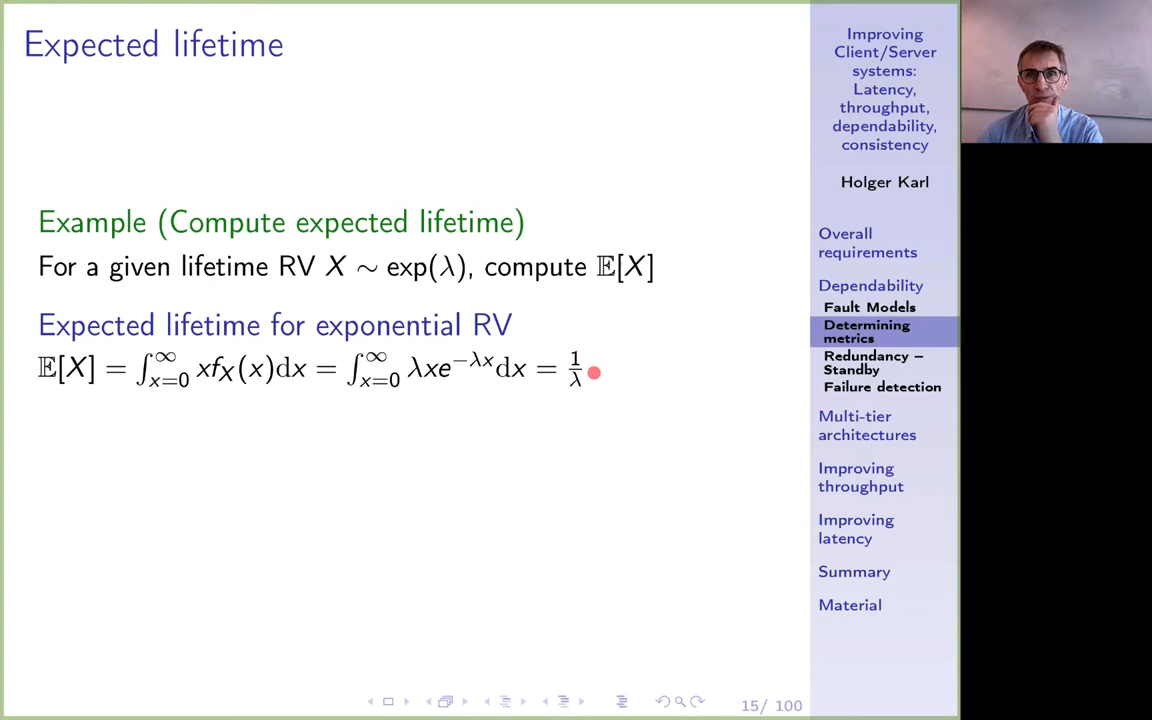 Expected lifetime
Example (Compute expected lifetime)
For a given lifetime RV X ∼ exp(λ), compute 𝔼[X]
Expected lifetime for exponential RV
𝔼[X] = ∫_{x=0}^{∞} xf_X(x)dx = ∫_{x=0}^{∞} λxe^{−λx}dx = 1/λ
15/ 100
Improving
Client/Server
systems:
Latency,
throughput,
dependability,
consistency
Holger Karl
Overall
requirements
Dependability
Fault Models
Determining
metrics
Redundancy –
Standby
Failure detection
Multi-tier
architectures
Improving
throughput
Improving
latency
Summary
Material